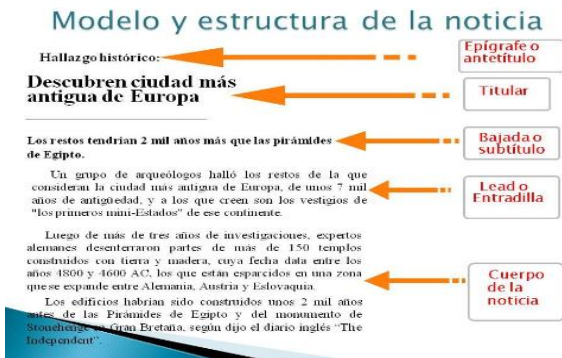 Modelo y estructura de la noticia
Hallazgo histórico:
Epígrafe o
antetítulo
Descubren ciudad más
antigua de Europa
Titular
Los restos tendrían 2 mil años más que las pirámides
de Egipto.
Bajada o
subtítulo
Un grupo de arqueólogos halló los restos de la que
consideran la ciudad más antigua de Europa, de unos 7 mil
años de antigüedad, y a los que creen son los vestigios de
"los primeros mini-Estados" de ese continente.
Lead o
Entradilla
Luego de más de tres años de investigaciones, expertos
alemanes desenterraron partes de más de 150 templos
construidos con tierra y madera, cuya fecha data entre los
años 4800 y 4600 AC, los que están esparcidos en una zona
que se expande entre Alemania, Austria y Eslovaquia.
Los edificios habrían sido construidos unos 2 mil años
antes de las Pirámides de Egipto y del monumento de
Stonehenge en Gran Bretaña, según dijo el diario inglés "The
Independent".
Cuerpo
de la
noticia